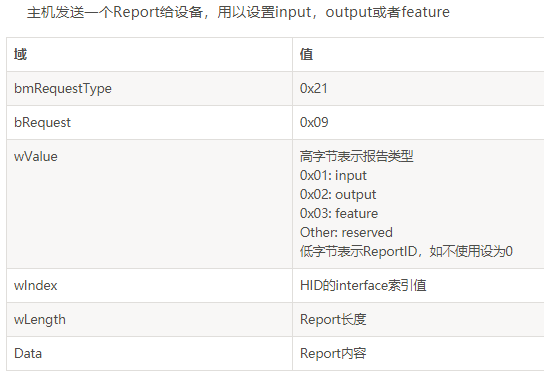 主机发送一个Report给设备，用以设置input，output或者feature
域 值
bmRequestType 0x21
bRequest 0x09
wValue 高字节表示报告类型
0x01: input
0x02: output
0x03: feature
Other: reserved
低字节表示ReportID，如不使用设为0
wIndex HID的interface索引值
wLength Report长度
Data Report内容